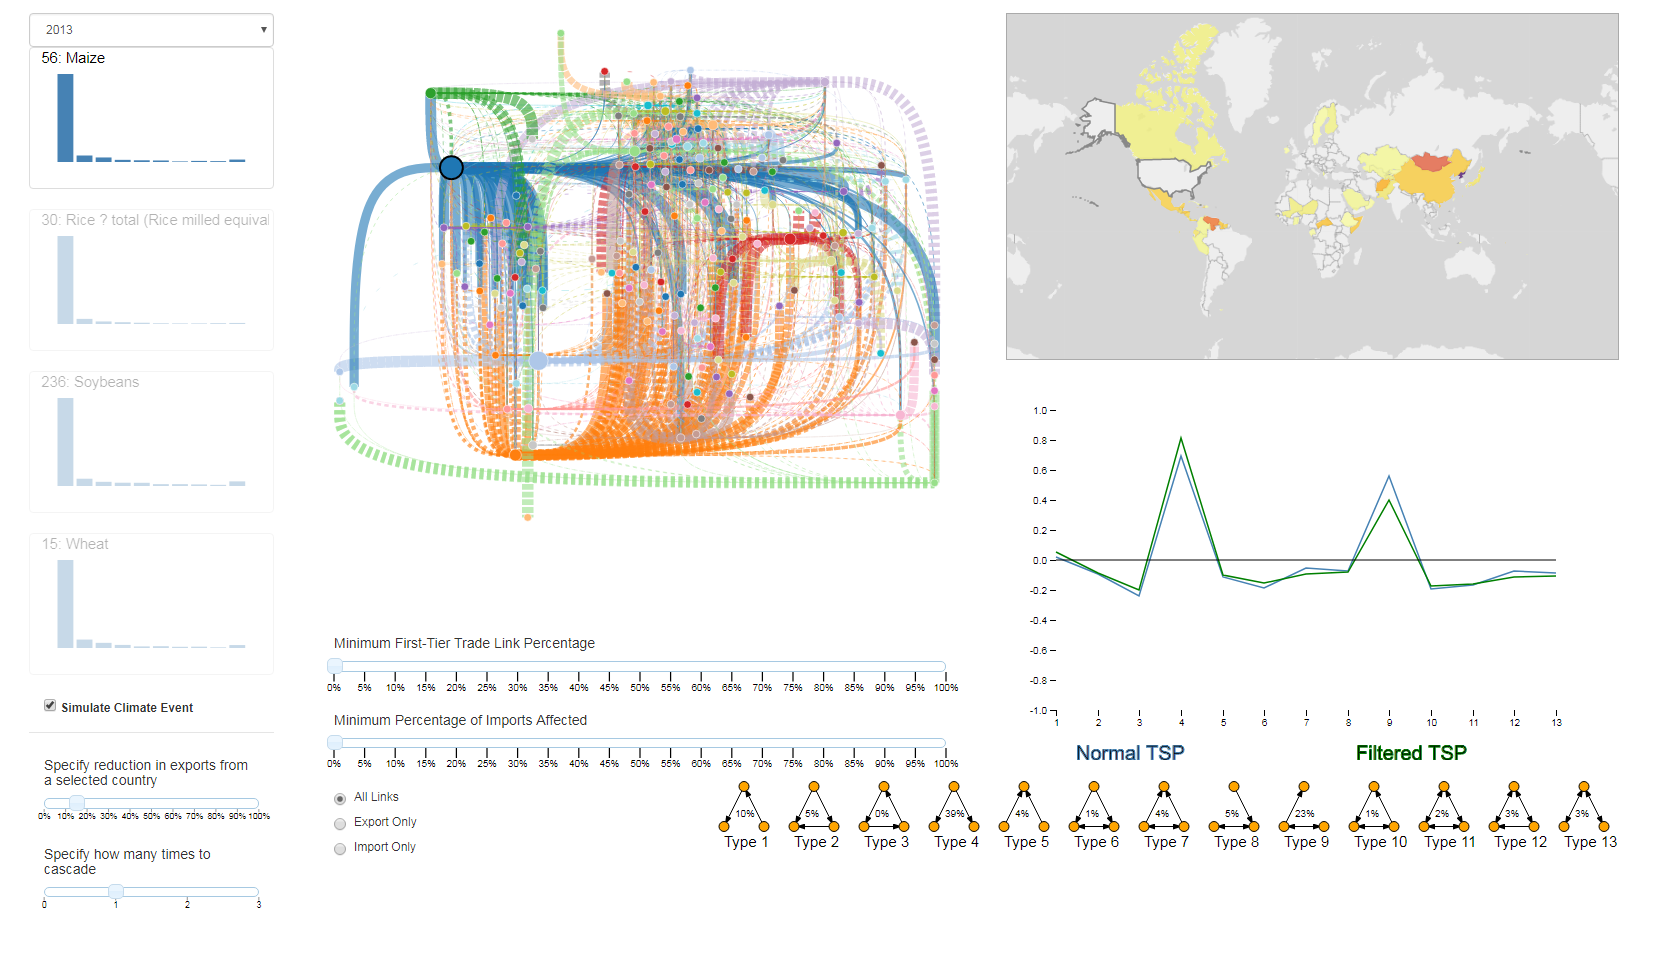 2013
56: Maize
30: Rice ? total (Rice milled equival
236: Soybeans
15: Wheat
Simulate Climate Event
Specify reduction in exports from
a selected country
0% 10% 20% 30% 40% 50% 60% 70% 80% 90% 100%
Specify how many times to
cascade
0 1 2 3
Minimum First-Tier Trade Link Percentage
0% 5% 10% 15% 20% 25% 30% 35% 40% 45% 50% 55% 60% 65% 70% 75% 80% 85% 90% 95% 100%
Minimum Percentage of Imports Affected
0% 5% 10% 15% 20% 25% 30% 35% 40% 45% 50% 55% 60% 65% 70% 75% 80% 85% 90% 95% 100%
All Links
Export Only
Import Only
1.0
0.8
0.6
0.4
0.2
0.0
-0.2
-0.4
-0.6
-0.8
-1.0
1 2 3 4 5 6 7 8 9 10 11 12 13
Normal TSP Filtered TSP
10% 5% 0% 39% 4% 1% 4% 5% 23% 1% 2% 3% 3%
Type 1 Type 2 Type 3 Type 4 Type 5 Type 6 Type 7 Type 8 Type 9 Type 10 Type 11 Type 12 Type 13